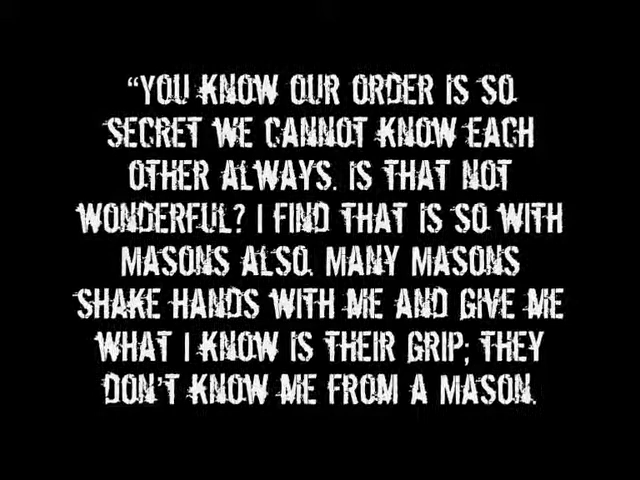 “YOU KNOW OUR ORDER IS SO
SECRET WE CANNOT KNOW EACH
OTHER ALWAYS. IS THAT NOT
WONDERFUL? I FIND THAT IS SO WITH
MASONS ALSO. MANY MASONS
SHAKE HANDS WITH ME AND GIVE ME
WHAT I KNOW IS THEIR GRIP; THEY
DON'T KNOW ME FROM A MASON.